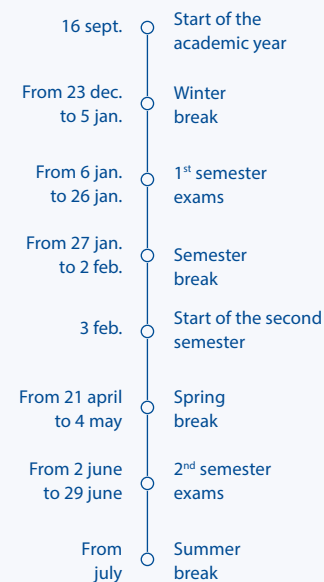 16 sept.
Start of the
academic year
From 23 dec.
to 5 jan.
Winter
break
From 6 jan.
to 26 jan.
1st semester
exams
From 27 jan.
to 2 feb.
Semester
break
3 feb.
Start of the second
semester
From 21 april
to 4 may
Spring
break
From 2 june
to 29 june
2nd semester
exams
From
july
Summer
break